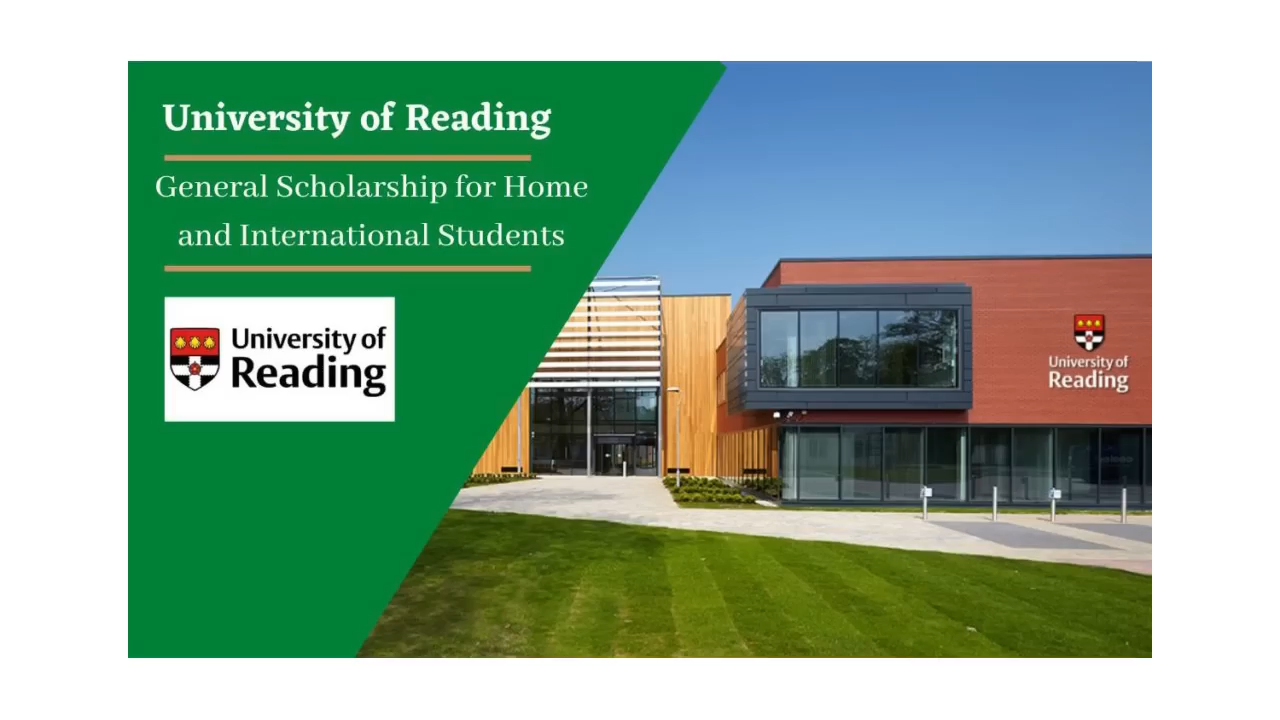 University of Reading
General Scholarship for Home
and International Students
University of
Reading
University of
Reading